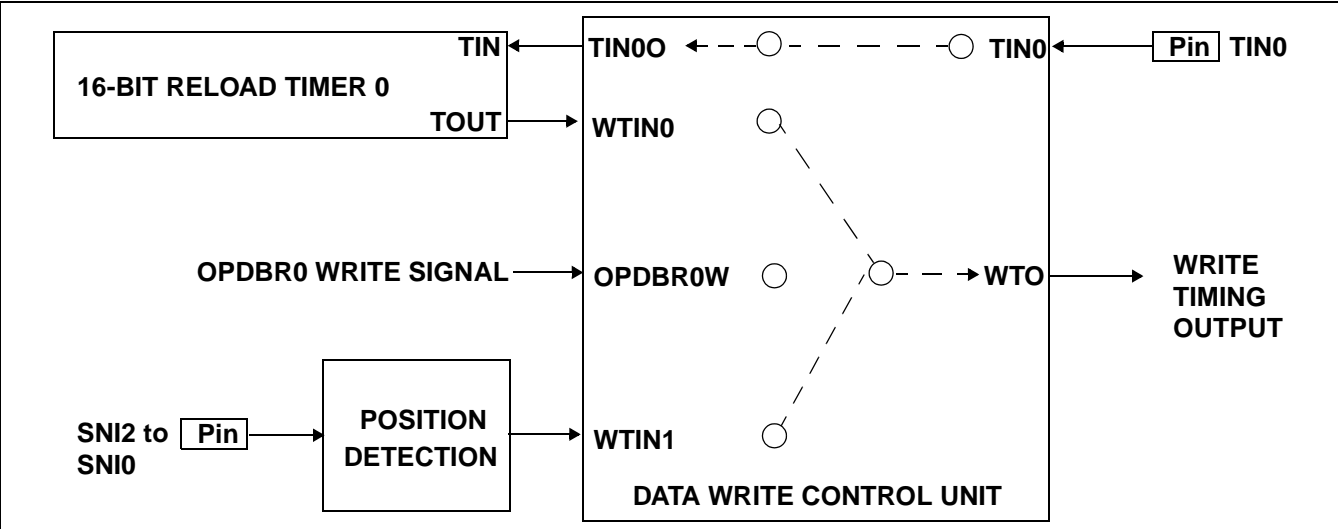 TIN
TIN0O
TIN0
Pin
TIN0
16-BIT RELOAD TIMER 0
TOUT
WTIN0
OPDBR0 WRITE SIGNAL
OPDBR0W
WTO
WRITE
TIMING
OUTPUT
SNI2 to
SNI0
Pin
POSITION
DETECTION
WTIN1
DATA WRITE CONTROL UNIT